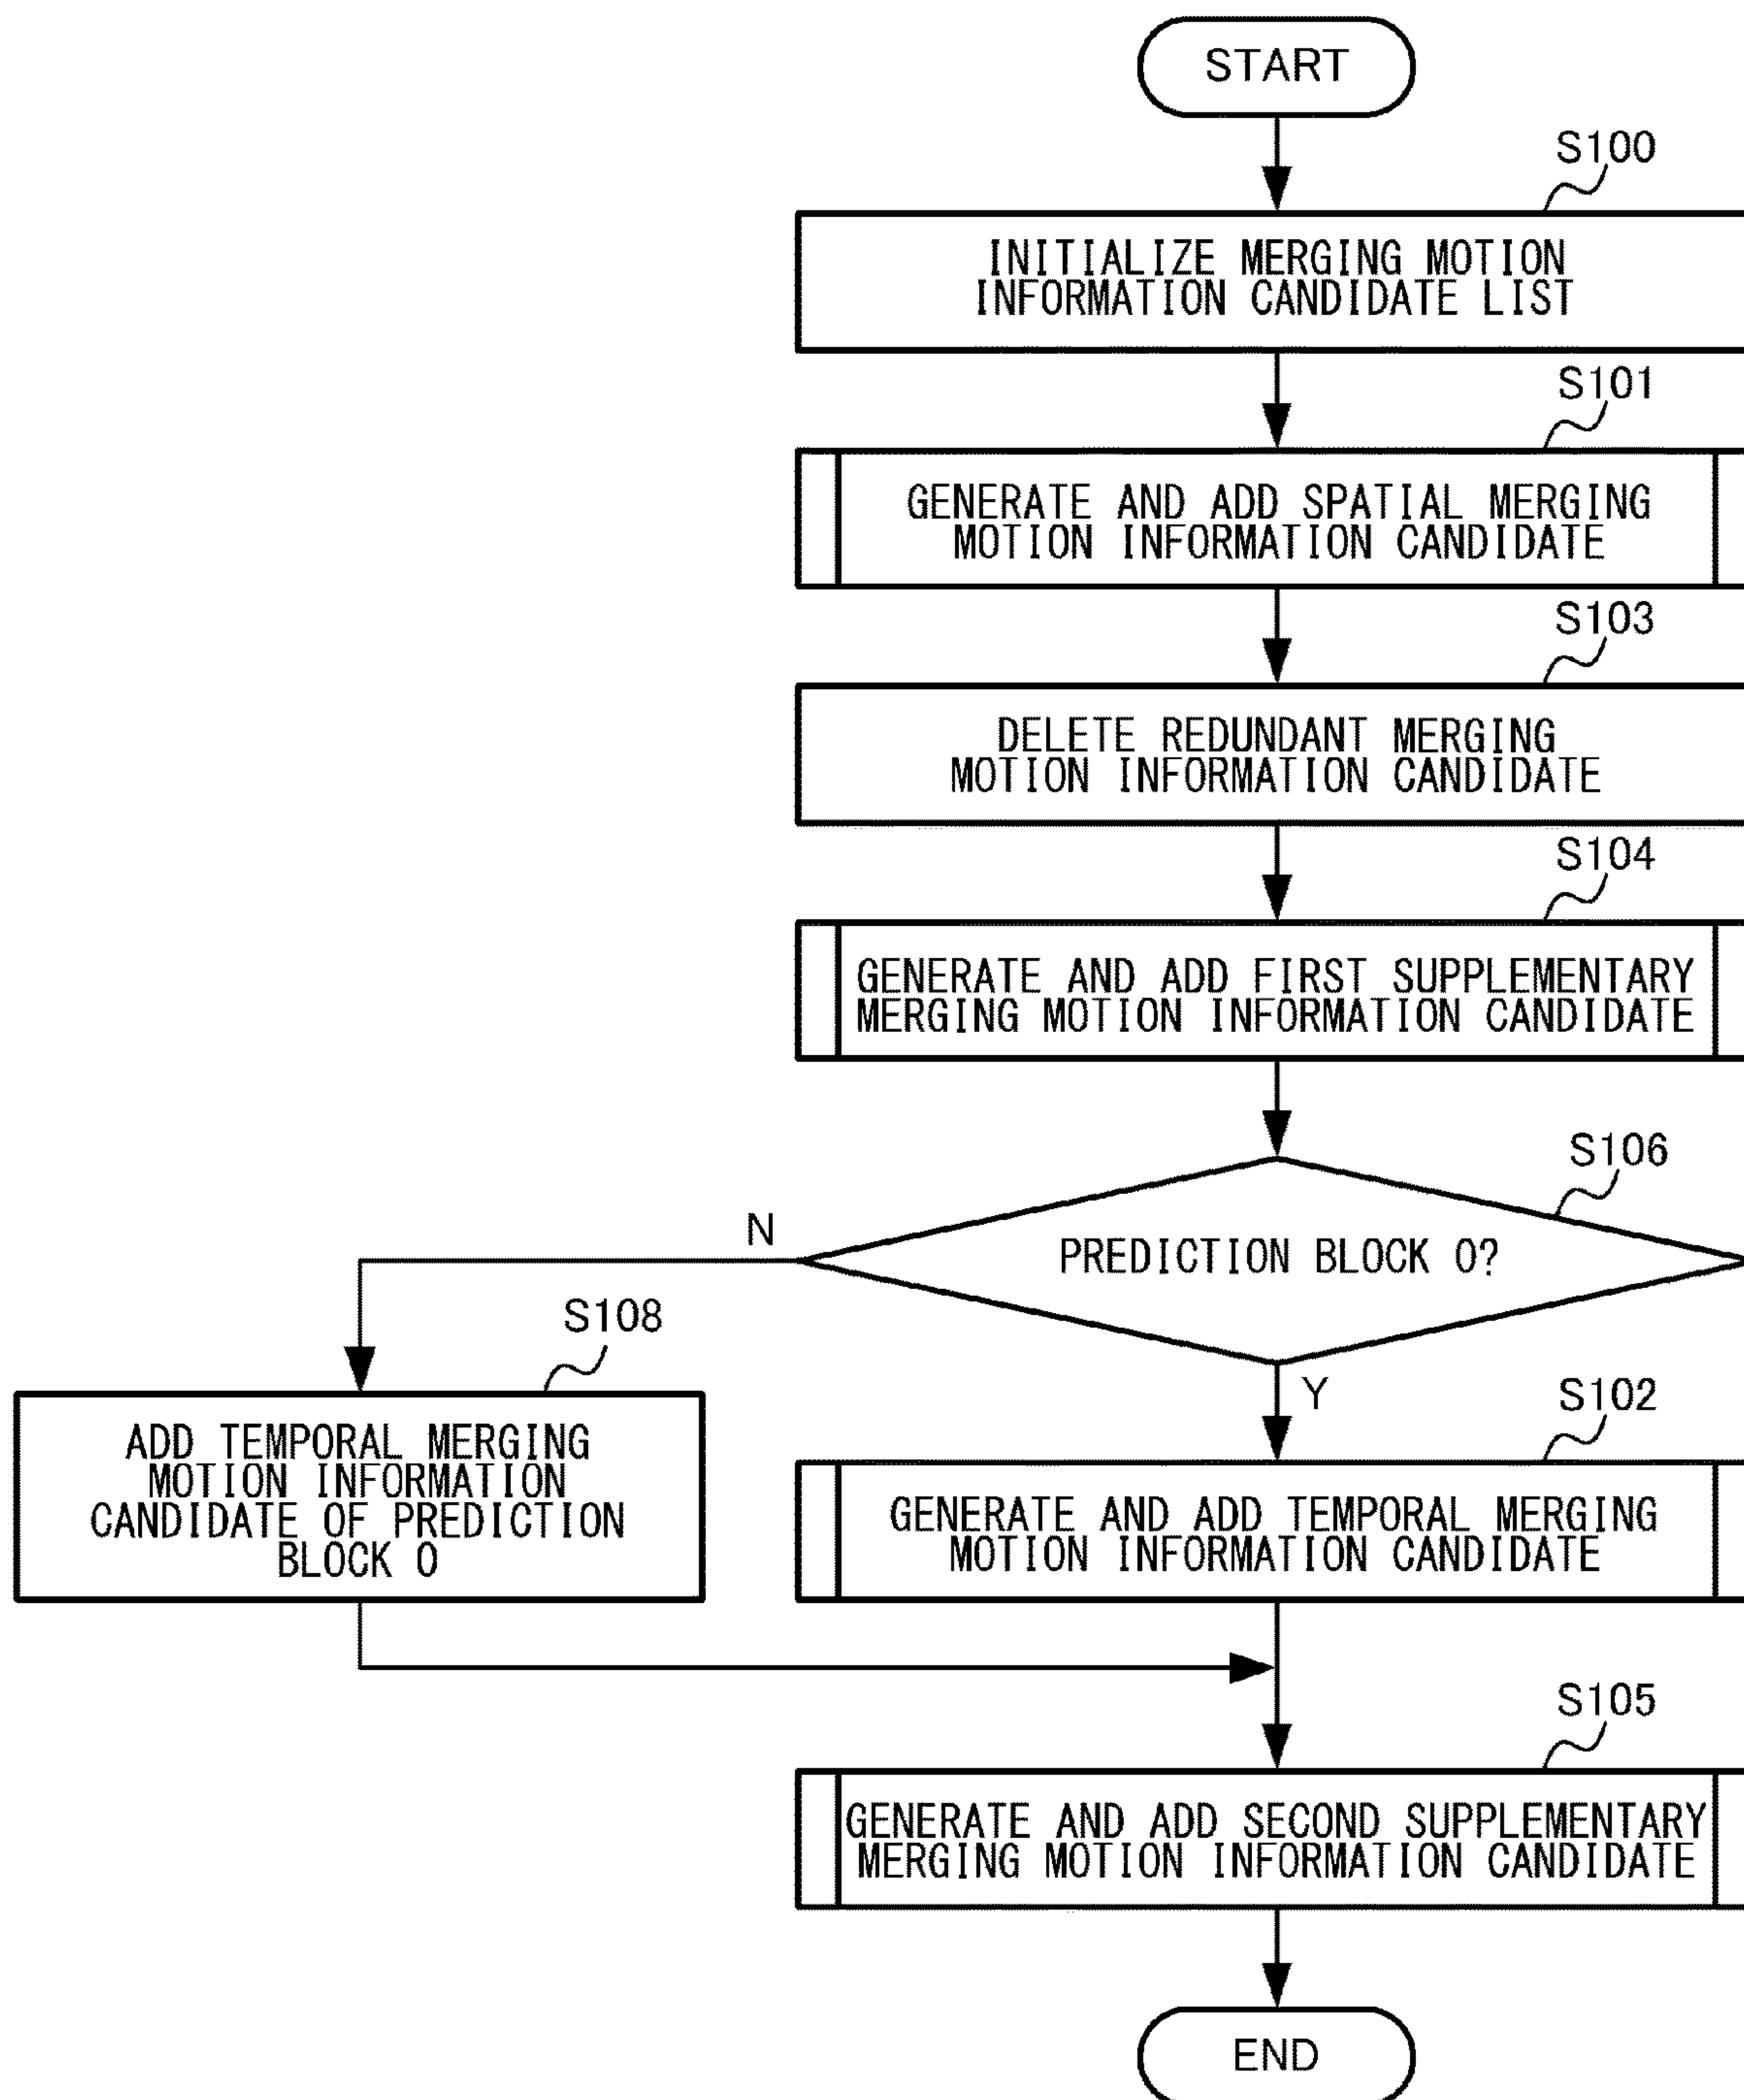 START
S100
INITIALIZE MERGING MOTION
INFORMATION CANDIDATE LIST
S101
GENERATE AND ADD SPATIAL MERGING
MOTION INFORMATION CANDIDATE
S103
DELETE REDUNDANT MERGING
MOTION INFORMATION CANDIDATE
S104
GENERATE AND ADD FIRST SUPPLEMENTARY
MERGING MOTION INFORMATION CANDIDATE
S106
N
PREDICTION BLOCK 0?
S108
ADD TEMPORAL MERGING
MOTION INFORMATION
CANDIDATE OF PREDICTION
BLOCK 0
Y
S102
GENERATE AND ADD TEMPORAL MERGING
MOTION INFORMATION CANDIDATE
S105
GENERATE AND ADD SECOND SUPPLEMENTARY
MERGING MOTION INFORMATION CANDIDATE
END